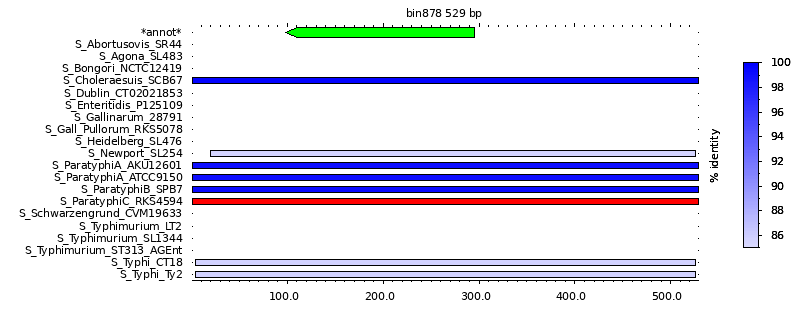 bin878 529 bp
*annot*
S_Abortusovis_SR44
S_Agona_SL483
S_Bongori_NCTC12419
S_Choleraesuis_SCB67
S_Dublin_CT02021853
S_Enteritidis_P125109
S_Gallinarum_28791
S_Gall_Pullorum_RKS5078
S_Heidelberg_SL476
S_Newport_SL254
S_ParatyphiA_AKU12601
S_ParatyphiA_ATCC9150
S_ParatyphiB_SPB7
S_ParatyphiC_RKS4594
S_Schwarzengrund_CVM19633
S_Typhimurium_LT2
S_Typhimurium_SL1344
S_Typhimurium_ST313_AGEnt
S_Typhi_CT18
S_Typhi_Ty2
100.0 200.0 300.0 400.0 500.0
% identity
100
98
96
94
92
90
88
86